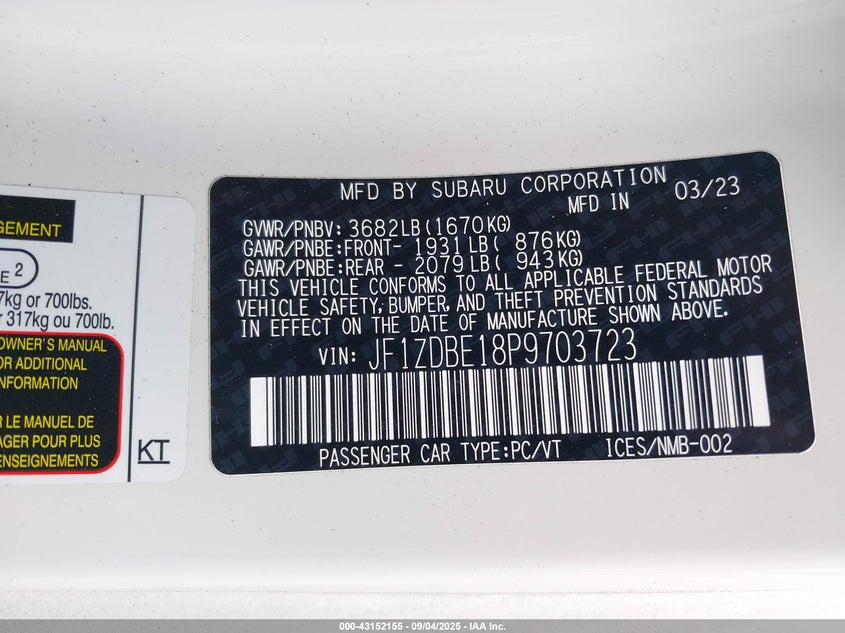 GEMENT
E 2
7kg or 700lbs.
r 317kg ou 700lb.
OWNER'S MANUAL
OR ADDITIONAL
INFORMATION
R LE MANUEL DE
AGER POUR PLUS
ENSEIGNEMENTS
KT
MFD BY SUBARU CORPORATION
MFD IN 03/23
GVWR/PNBV: 3682LB(1670KG)
GAWR/PNBE:FRONT- 1931LB( 876KG)
GAWR/PNBE:REAR - 2079LB( 943KG)
THIS VEHICLE CONFORMS TO ALL APPLICABLE FEDERAL MOTOR
VEHICLE SAFETY, BUMPER, AND THEFT PREVENTION STANDARDS
IN EFFECT ON THE DATE OF MANUFACTURE SHOWN ABOVE.
VIN: JF1ZDBE18P9703723
PASSENGER CAR TYPE:PC/VT ICES/NMB-002
000-43152155 - 09/04/2025 - IAA Inc.